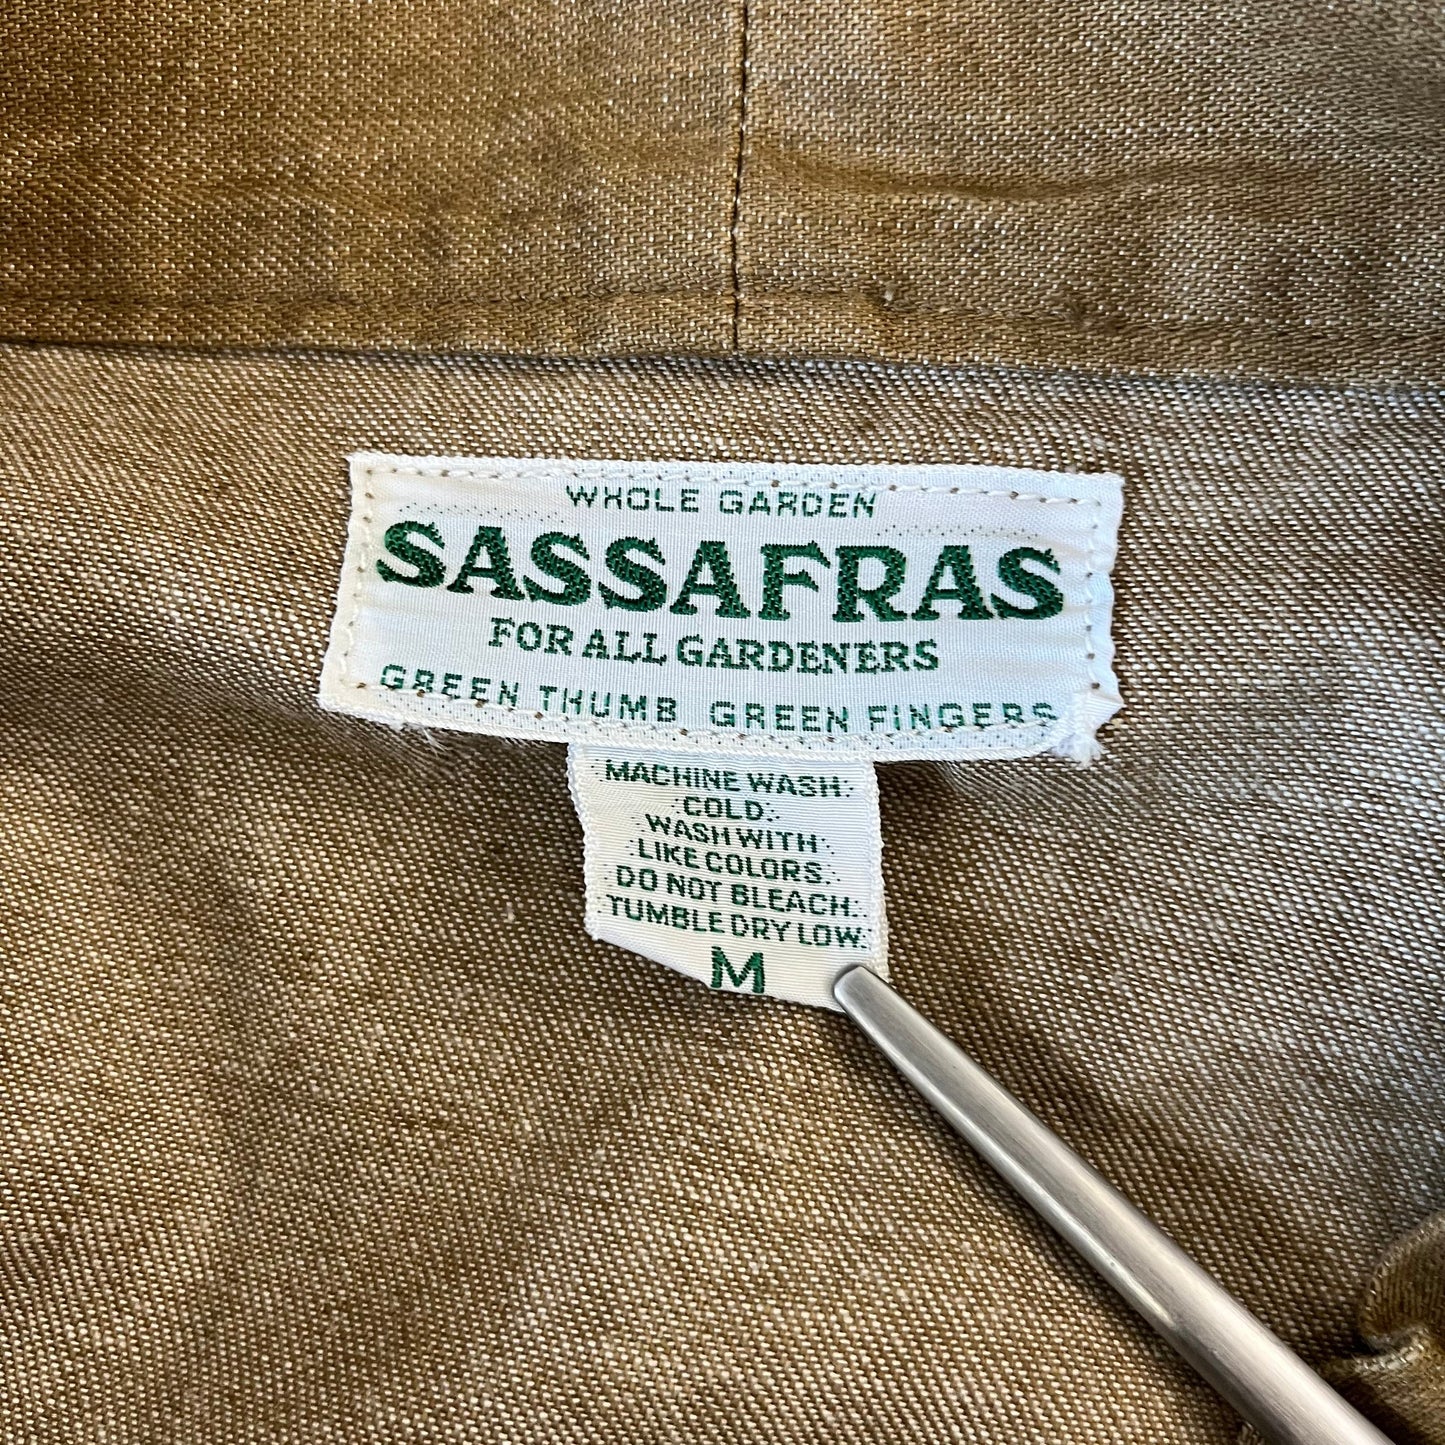 WHOLE GARDEN
SASSAFRAS
FOR ALL GARDENERS
GREEN THUMB GREEN FINGERS
MACHINE WASH
COLD.
WASH WITH
LIKE COLORS.
DO NOT BLEACH.
TUMBLE DRY LOW.
M